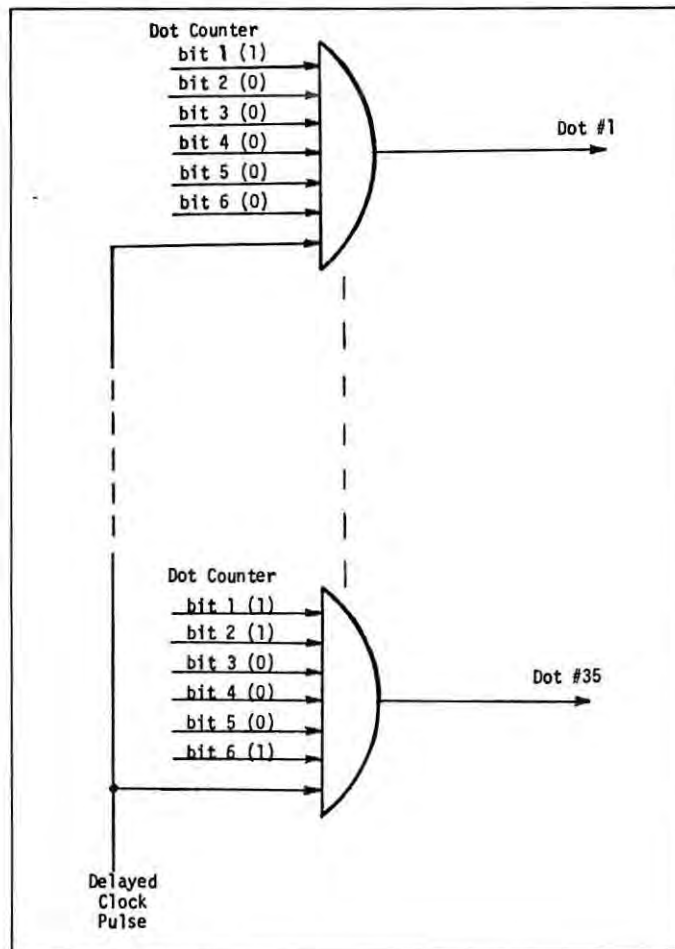 Dot Counter
bit 1 (1)
bit 2 (0)
bit 3 (0)
bit 4 (0)
bit 5 (0)
bit 6 (0)
Dot #1
Dot Counter
bit 1 (1)
bit 2 (1)
bit 3 (0)
bit 4 (0)
bit 5 (0)
bit 6 (1)
Dot #35
Delayed
Clock
Pulse